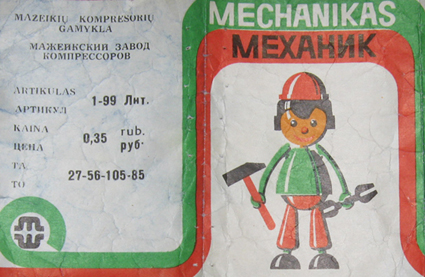 MAŽEIKIŲ KOMPRESORIŲ
GAMYKLA
МАЖЕЙКСКИЙ ЗАВОД
КОМПРЕССОРОВ
ARTIKULAS
АРТИКУЛ
1-99 Лит.
KAINA
ЦЕНА
0,35
rub.
руб.
TA
ТО
27-56-105-85
MECHANIKAS
МЕХАНИК